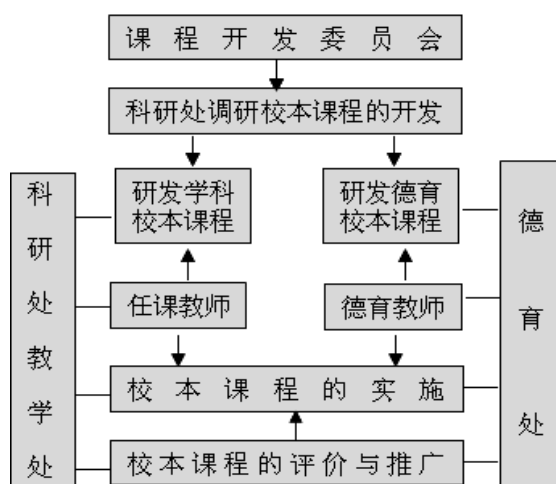 课程开发委员会
科研处调研校本课程的开发
科研处教学处
研发学科
校本课程
研发德育
校本课程
德育处
任课教师
德育教师
校本课程的实施
校本课程的评价与推广